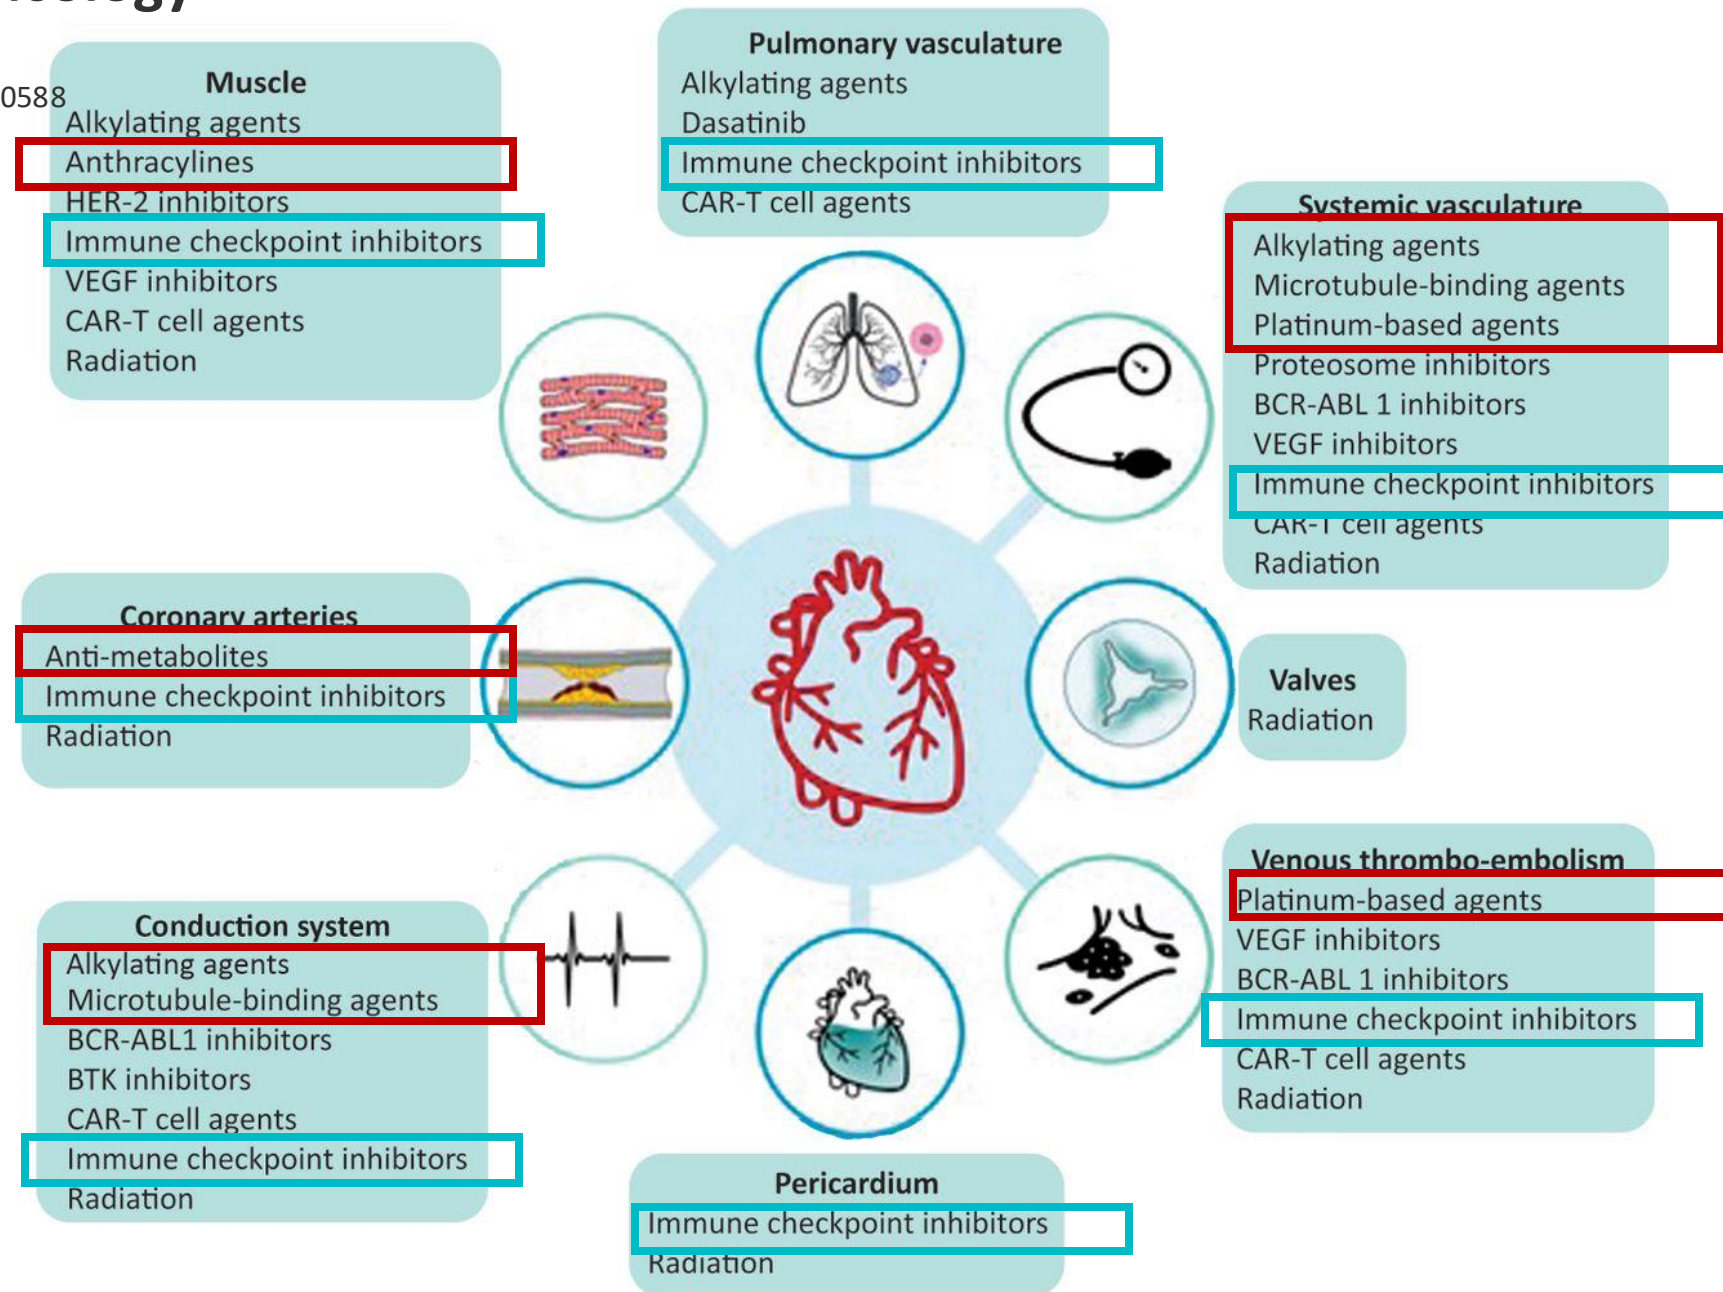 0588
Muscle
Alkylating agents
Anthracylines
HER-2 inhibitors
Immune checkpoint inhibitors
VEGF inhibitors
CAR-T cell agents
Radiation
Pulmonary vasculature
Alkylating agents
Dasatinib
Immune checkpoint inhibitors
CAR-T cell agents
Systemic vasculature
Alkylating agents
Microtubule-binding agents
Platinum-based agents
Proteosome inhibitors
BCR-ABL 1 inhibitors
VEGF inhibitors
Immune checkpoint inhibitors
CAR-T cell agents
Radiation
Coronary arteries
Anti-metabolites
Immune checkpoint inhibitors
Radiation
Valves
Radiation
Conduction system
Alkylating agents
Microtubule-binding agents
BCR-ABL1 inhibitors
BTK inhibitors
CAR-T cell agents
Immune checkpoint inhibitors
Radiation
Pericardium
Immune checkpoint inhibitors
Radiation
Venous thrombo-embolism
Platinum-based agents
VEGF inhibitors
BCR-ABL 1 inhibitors
Immune checkpoint inhibitors
CAR-T cell agents
Radiation